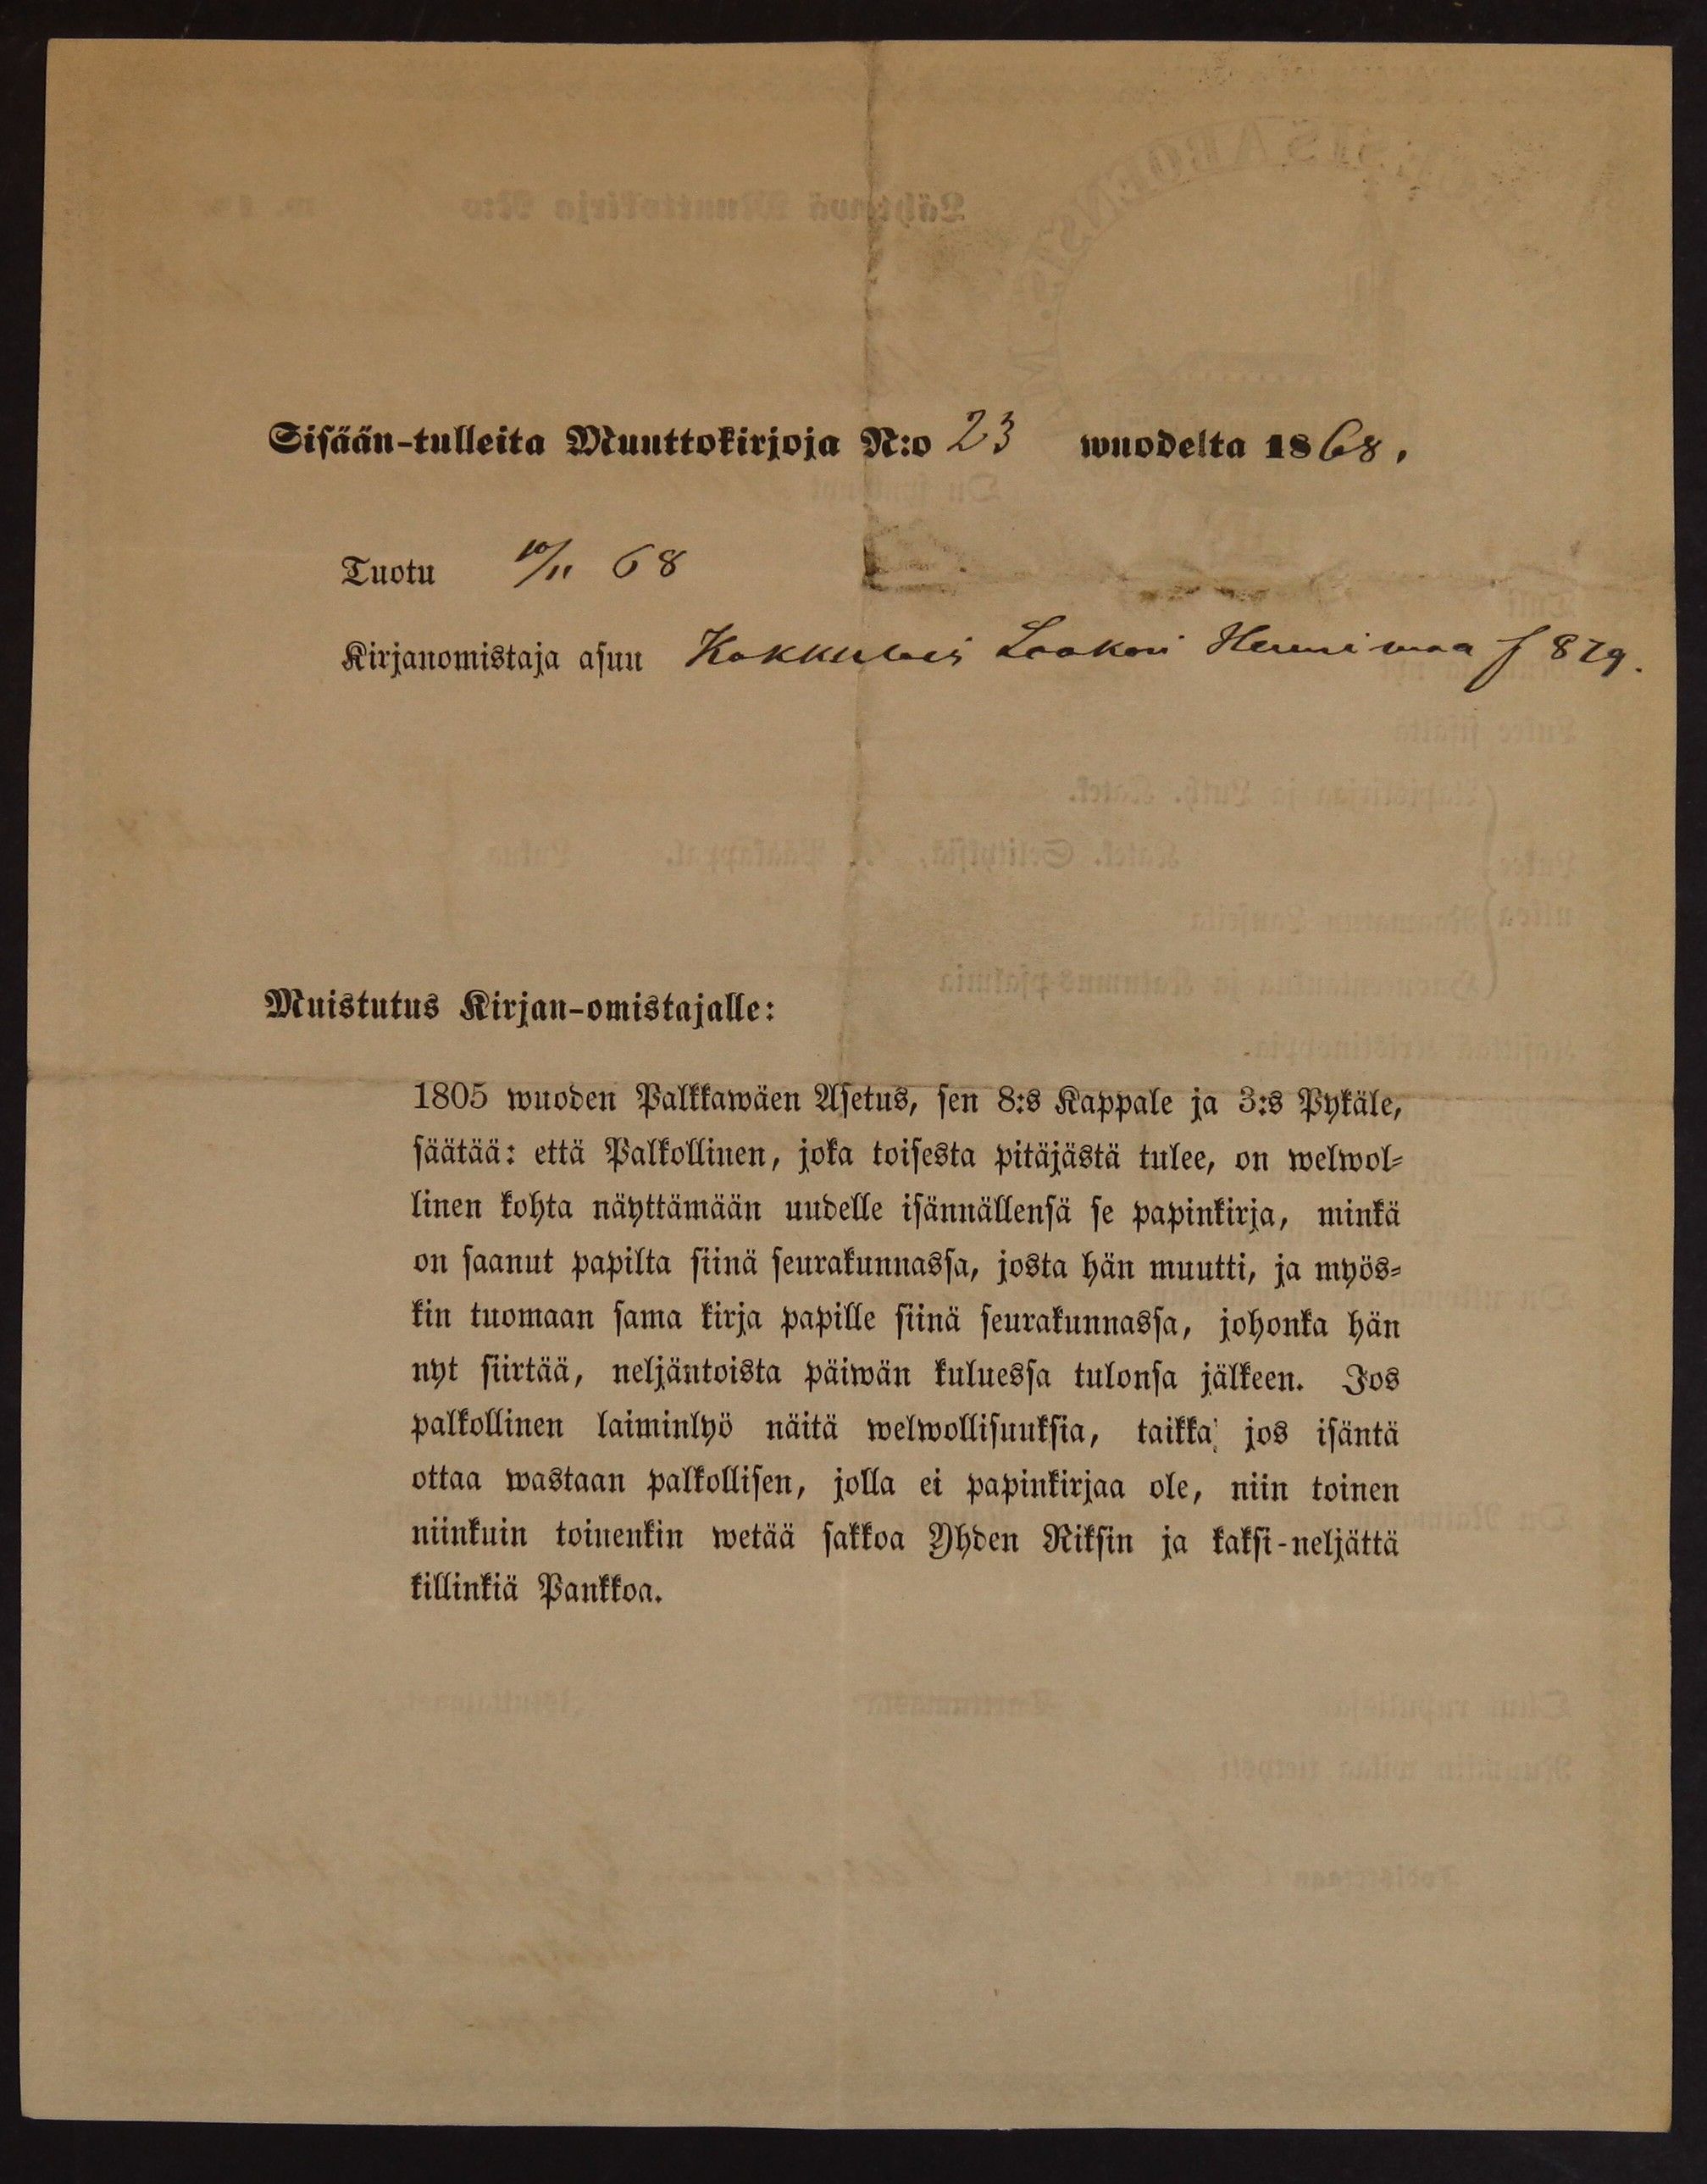 Sisään-tulleita Muuttokirjoja N:o 23 wuodelta 1868.
Tuotu 10/11 68
Kirjanomistaja asuu f 879.
Muistutus Kirjan-omistajalle:
1805 wuoden Palkkawäen Asetus, sen 8:s Kappale ja 3:s Pykäle,
säätää: että Palkollinen, joka toisesta pitäjästä tulee, on welwol-
linen kohta näyttämään uudelle isännällensä se papinkirja, minkä
on saanut papilta siinä seurakunnassa, josta hän muutti, ja myös-
kin tuomaan sama kirja papille siinä seurakunnassa, johonka hän
nyt siirtää, neljäntoista päiwän kuluessa tulonsa jälkeen. Jos
palkollinen laiminlyö näitä welwollisuuksia, taikka jos isäntä
ottaa wastaan palkollisen, jolla ei papinkirjaa ole, niin toinen
niinkuin toinenkin wetää sakkoa Yhden Riksin ja kaksi-neljättä
killinkiä Pankkoa.